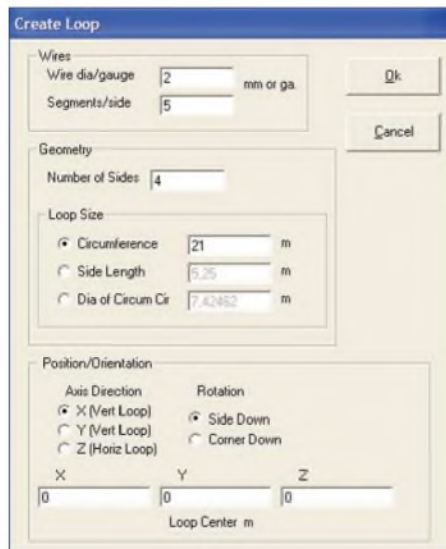 Create Loop
Wires
Wire dia/gauge 2 mm or ga.
Segments/side 5
Ok
Cancel
Geometry
Number of Sides 4
Loop Size
Circumference 21 m
Side Length 5,25 m
Dia of Circum Cir 7,42462 m
Position/Orientation
Axis Direction Rotation
X (Vert Loop) Side Down
Y (Vert Loop) Corner Down
Z (Horiz Loop)
X Y Z
0 0 0
Loop Center m